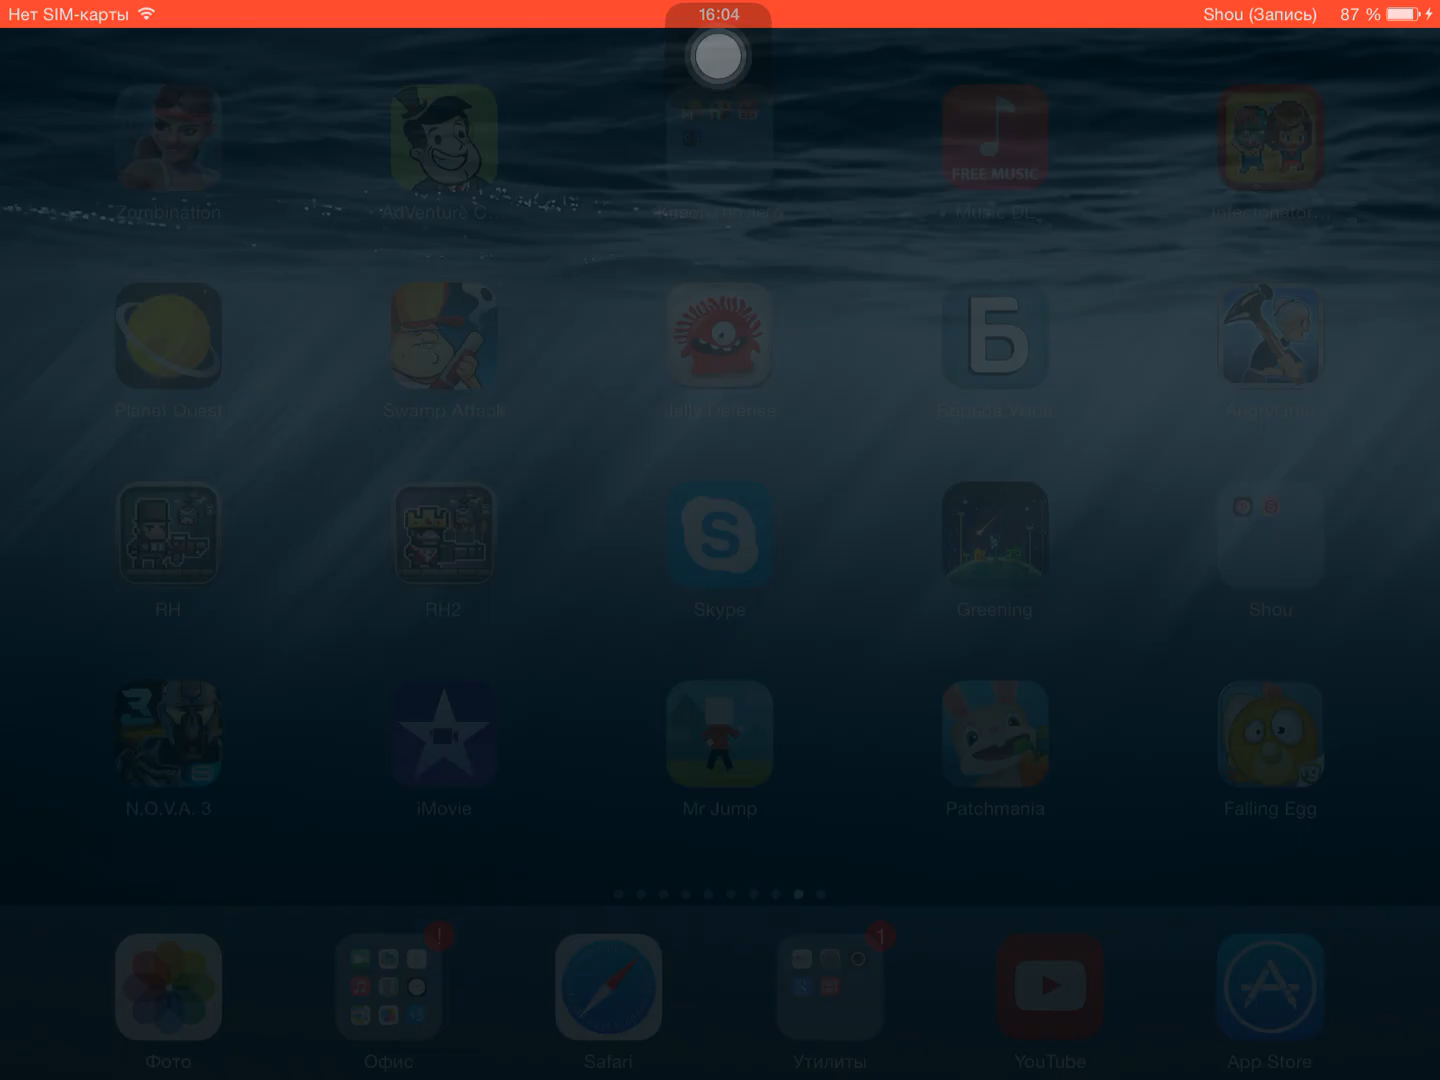 Нет SIM-карты 16:04 Shou (Запись) 87 %
FREE MUSIC
Zombination AdVenture C... Music DL
Planet Quest Swamp Attack Jelly Defense
Б
RH RH2 Skype Greening Shou
S
3
N.O.V.A. 3 iMovie Mr Jump Patchmania Falling Egg
! 1
Фото Офис Safari Утилиты YouTube App Store